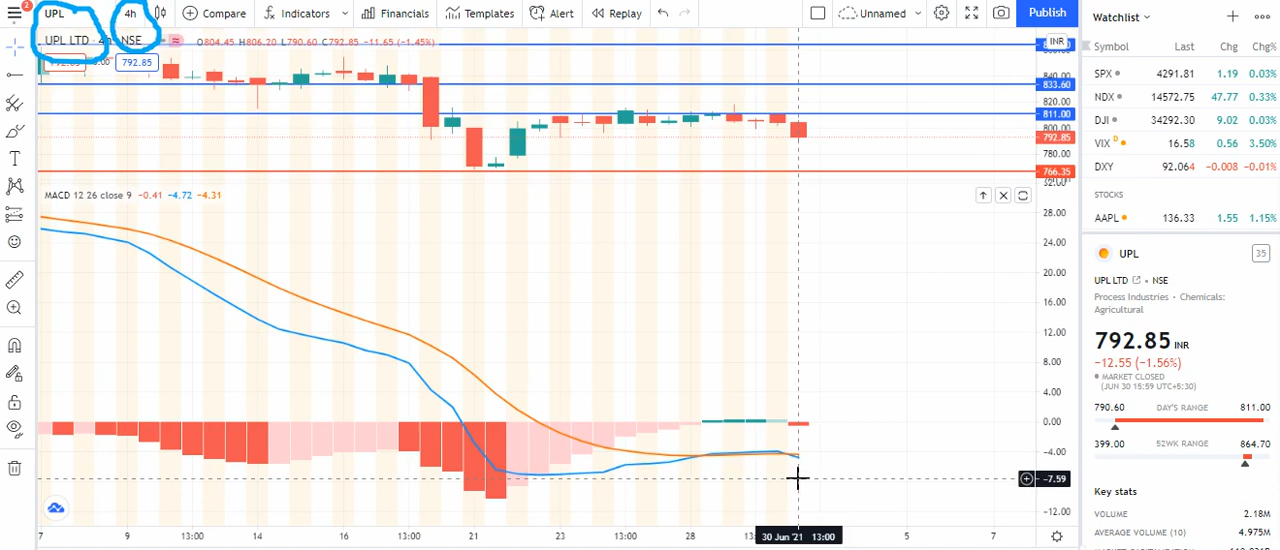 2
UPL 4h Compare Indicators Financials Templates Alert Replay Unnamed Publish
UPL LTD · 4h NSE O804.45 H806.20 L790.60 C792.85 −11.65 (−1.45%) INR
792.85
840.00
833.60
820.00
811.00
800.00
792.85
780.00
766.35
MACD 12 26 close 9 −0.41 −4.72 −4.31
32.00
28.00
24.00
20.00
16.00
12.00
8.00
4.00
0.00
−4.00
−7.59
−12.00
7 9 13:00 14 16 13:00 21 23 13:00 28 30 Jun '21 13:00 5 7
Watchlist
Symbol Last Chg Chg%
SPX 4291.81 1.19 0.03%
NDX 14572.75 47.77 0.33%
DJI 34292.30 9.02 0.03%
VIX D 16.58 0.56 3.50%
DXY 92.064 −0.008 −0.01%
STOCKS
AAPL 136.33 1.55 1.15%
UPL 35
UPL LTD • NSE
Process Industries • Chemicals:
Agricultural
792.85 INR
−12.55 (−1.56%)
MARKET CLOSED
(JUN 30 15:59 UTC+5:30)
790.60 DAY'S RANGE 811.00
399.00 52WK RANGE 864.70
Key stats
VOLUME 2.18M
AVERAGE VOLUME (10) 4.975M